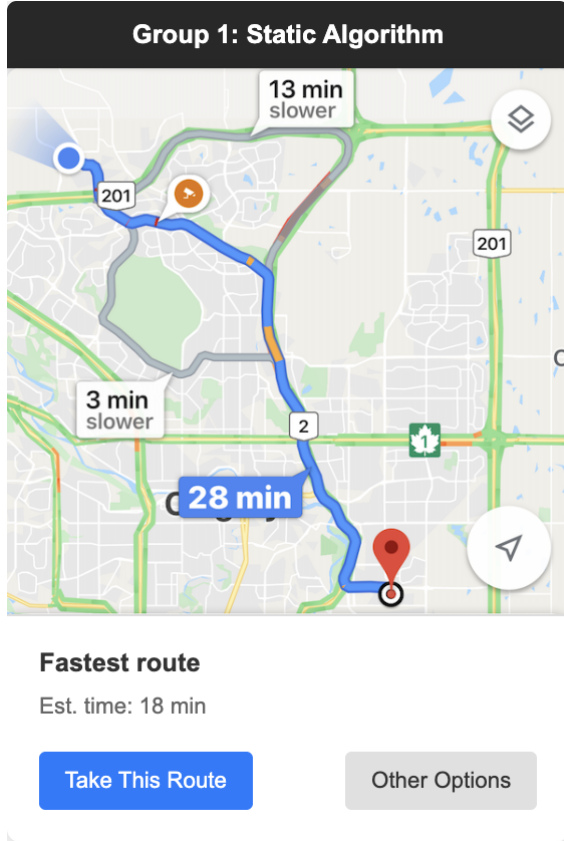 Group 1: Static Algorithm
13 min
slower
201
201
3 min
slower
2
1
28 min
Fastest route
Est. time: 18 min
Take This Route
Other Options